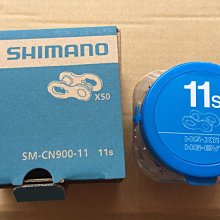 SHIMANO
X50
SM-CN900-11 11s
11s
HG-X11
HG-EV